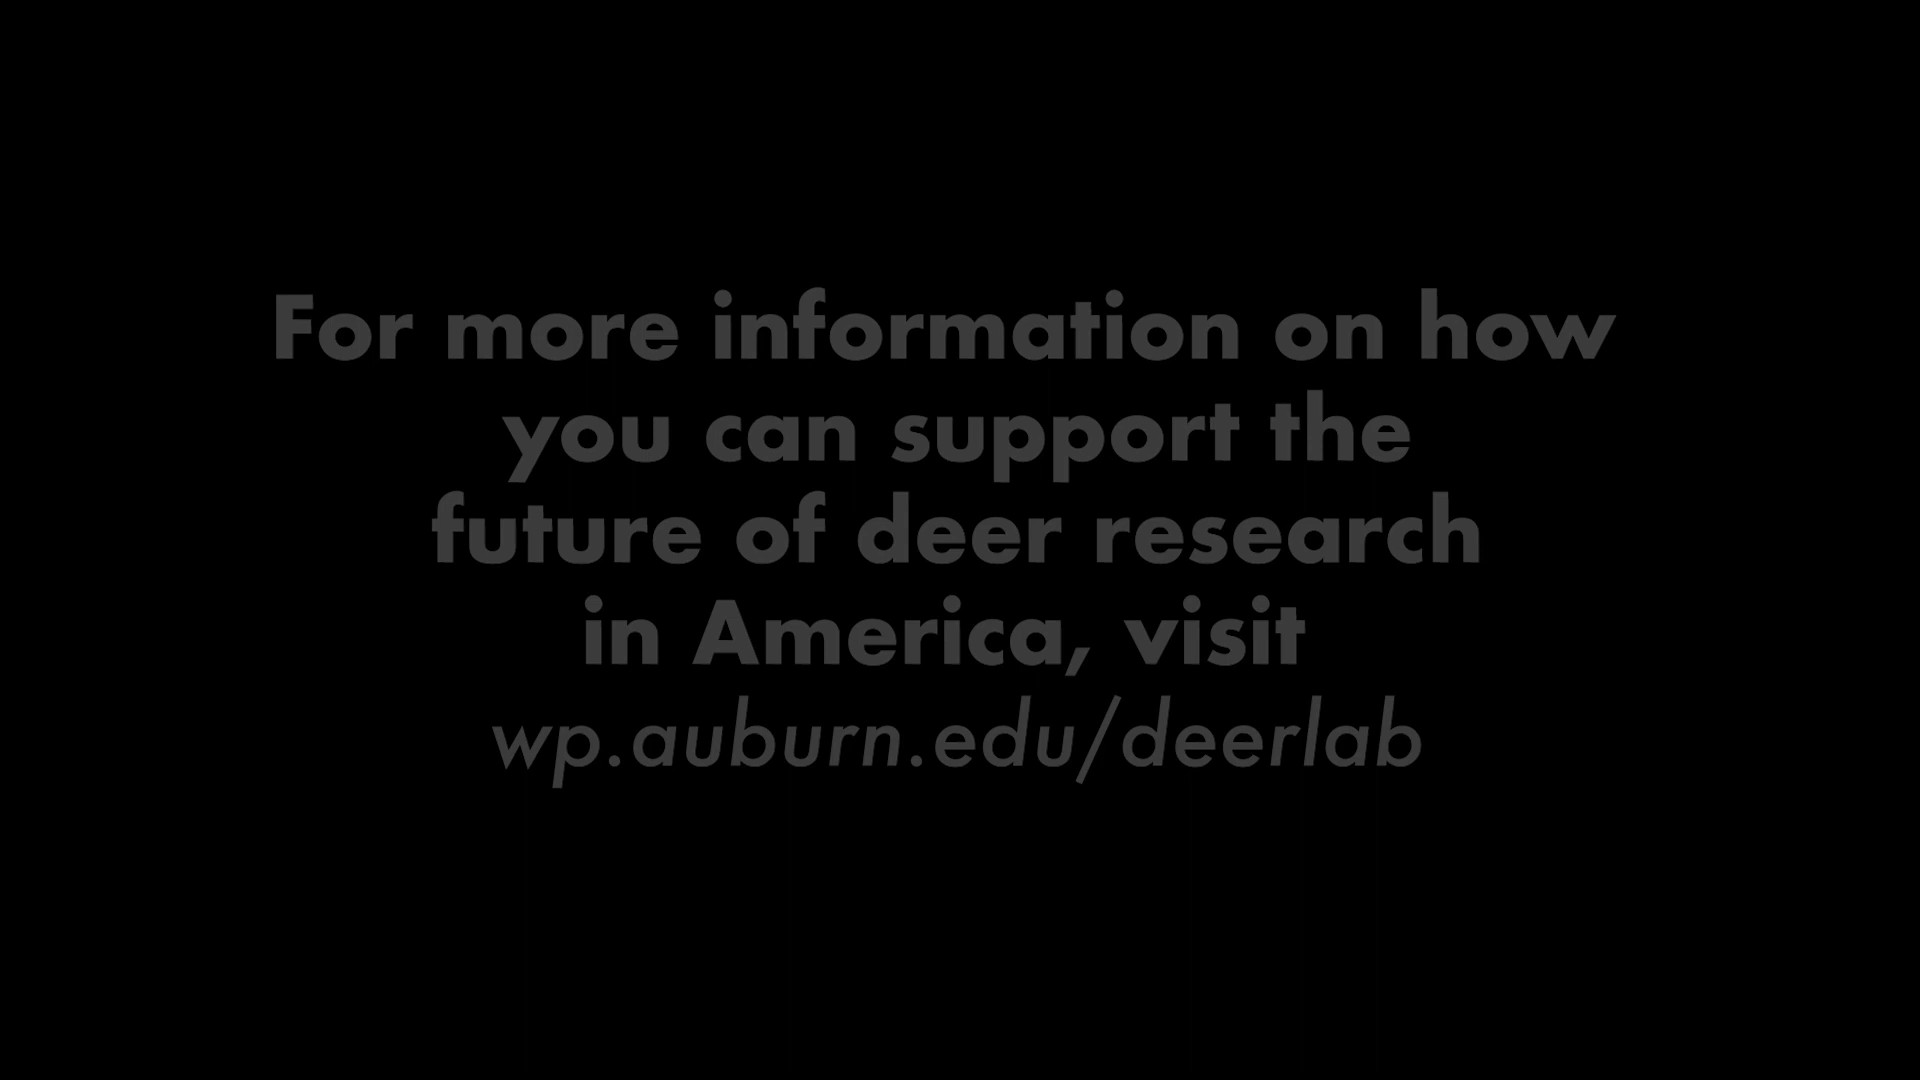 For more information on how
you can support the
future of deer research
in America, visit
wp.auburn.edu/deerlab